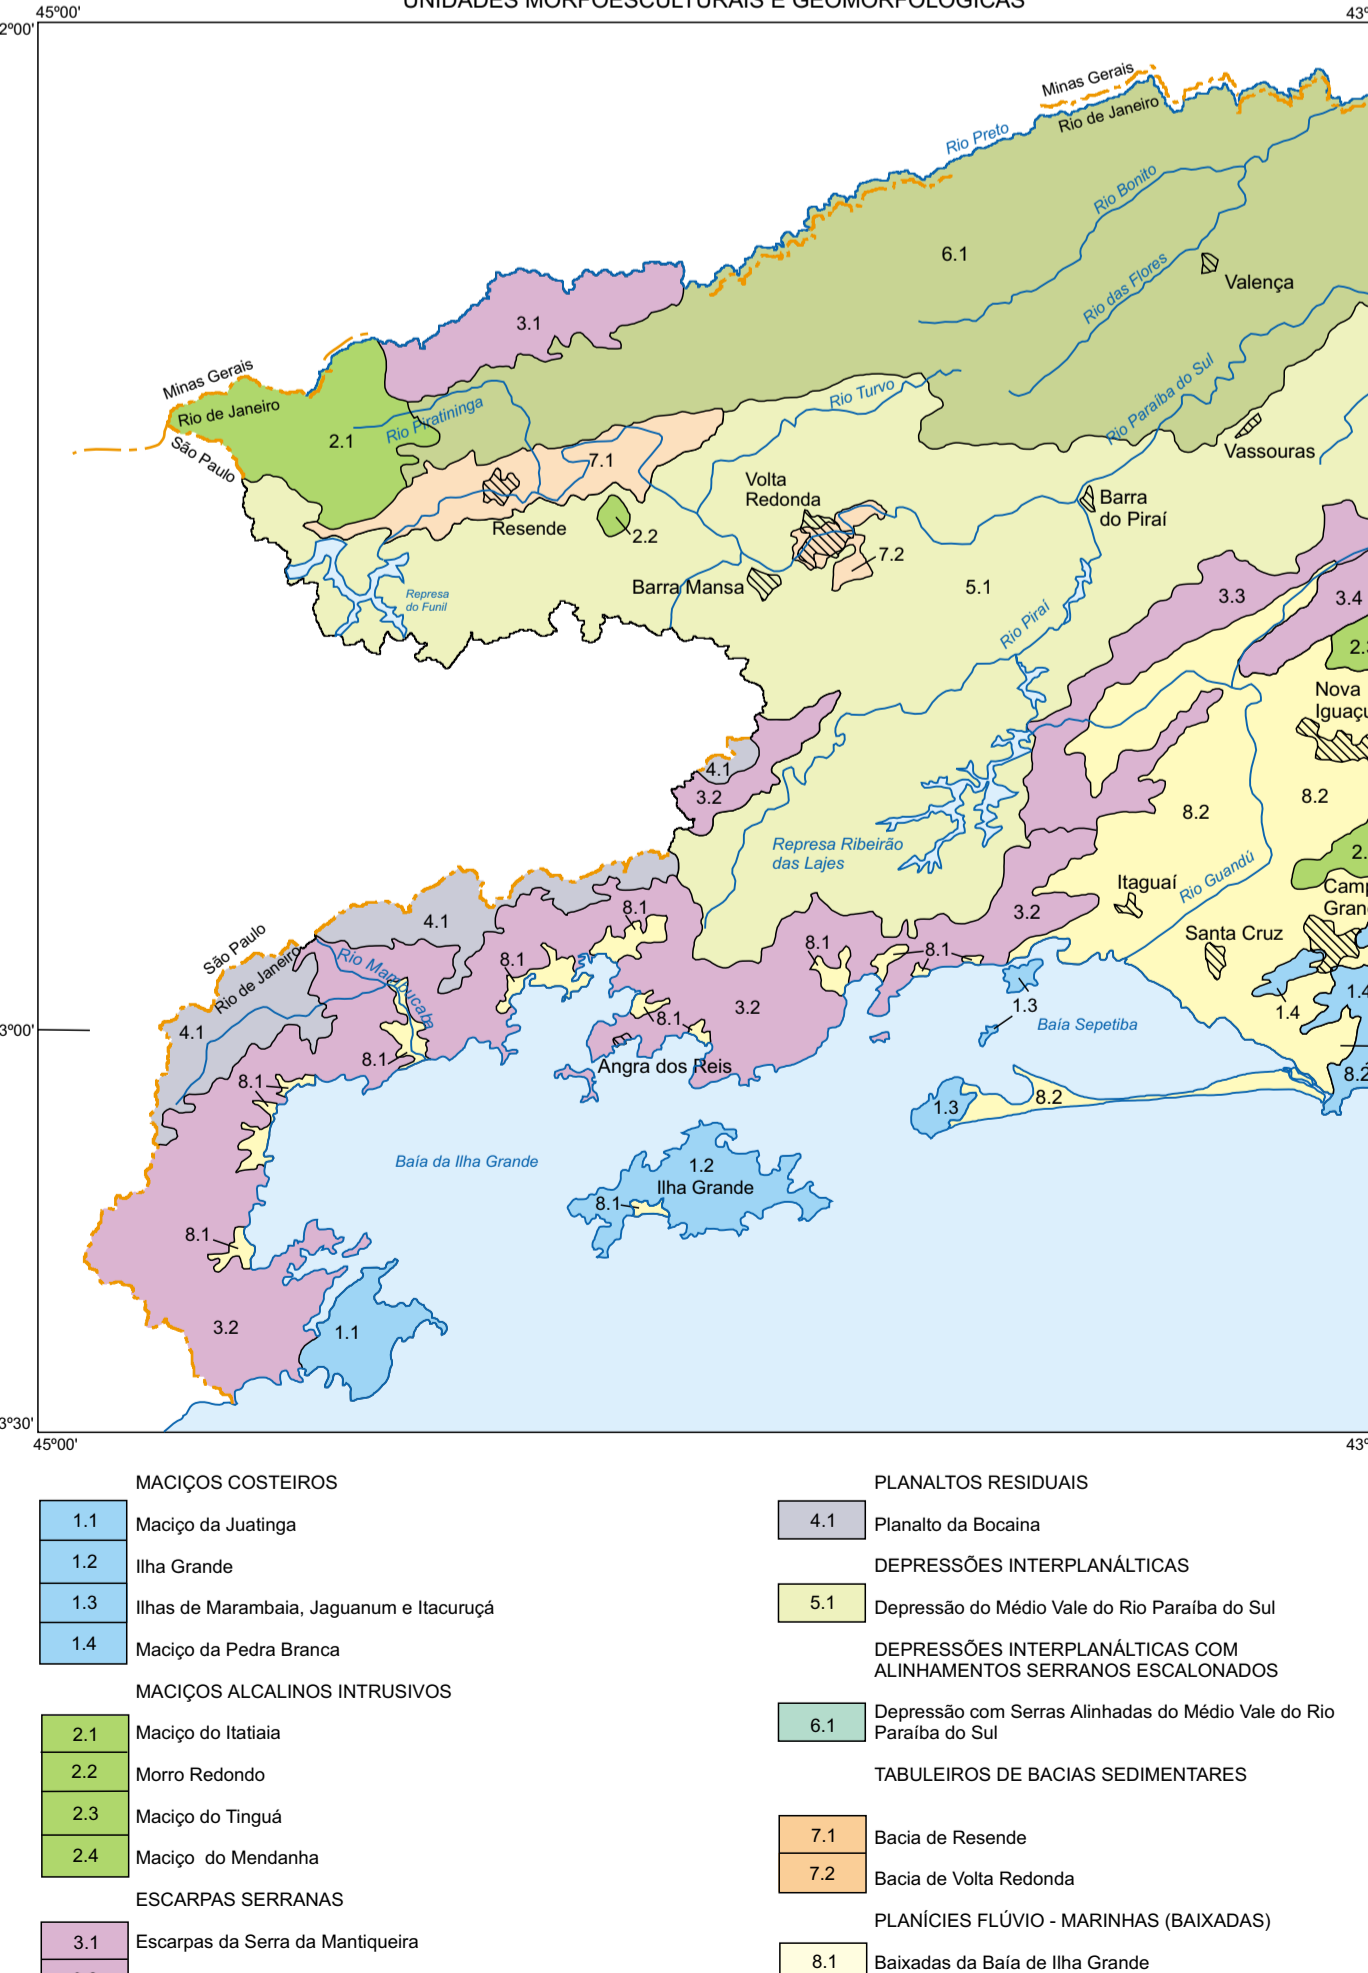 UNIDADES MORFOESCULTURAIS E GEOMORFOLÓGICAS
45º00'
43º
2º00'
Minas Gerais
Rio de Janeiro
Rio Preto
Rio Bonito
6.1
Rio das Flores
Valença
3.1
Minas Gerais
Rio de Janeiro
São Paulo
2.1
Rio Piratininga
Rio Turvo
Rio Paraíba do Sul
Vassouras
7.1
Resende
2.2
Volta
Redonda
Barra
do Piraí
7.2
Barra Mansa
5.1
Represa
do Funil
Rio Piraí
3.3
3.4
Nova
4.1
3.2
8.2
8.2
Represa Ribeirão
das Lajes
Itaguaí
Rio Guandú
Santa Cruz
8.1
4.1
3.2
São Paulo
Rio de Janeiro
Rio Mambucaba
8.1
8.1
8.1
3.2
1.3
Baía Sepetiba
1.4
1.4
3º00'
4.1
8.1
8.1
8.1
Angra dos Reis
1.3
8.2
8.2
Baía da Ilha Grande
1.2
Ilha Grande
8.1
8.1
3.2
1.1
3º30'
45º00'
43º
MACIÇOS COSTEIROS
1.1 Maciço da Juatinga
1.2 Ilha Grande
1.3 Ilhas de Marambaia, Jaguanum e Itacuruçá
1.4 Maciço da Pedra Branca
MACIÇOS ALCALINOS INTRUSIVOS
2.1 Maciço do Itatiaia
2.2 Morro Redondo
2.3 Maciço do Tinguá
2.4 Maciço do Mendanha
ESCARPAS SERRANAS
3.1 Escarpas da Serra da Mantiqueira
PLANALTOS RESIDUAIS
4.1 Planalto da Bocaina
DEPRESSÕES INTERPLANÁLTICAS
5.1 Depressão do Médio Vale do Rio Paraíba do Sul
DEPRESSÕES INTERPLANÁLTICAS COM
ALINHAMENTOS SERRANOS ESCALONADOS
6.1 Depressão com Serras Alinhadas do Médio Vale do Rio
Paraíba do Sul
TABULEIROS DE BACIAS SEDIMENTARES
7.1 Bacia de Resende
7.2 Bacia de Volta Redonda
PLANÍCIES FLÚVIO - MARINHAS (BAIXADAS)
8.1 Baixadas da Baía de Ilha Grande